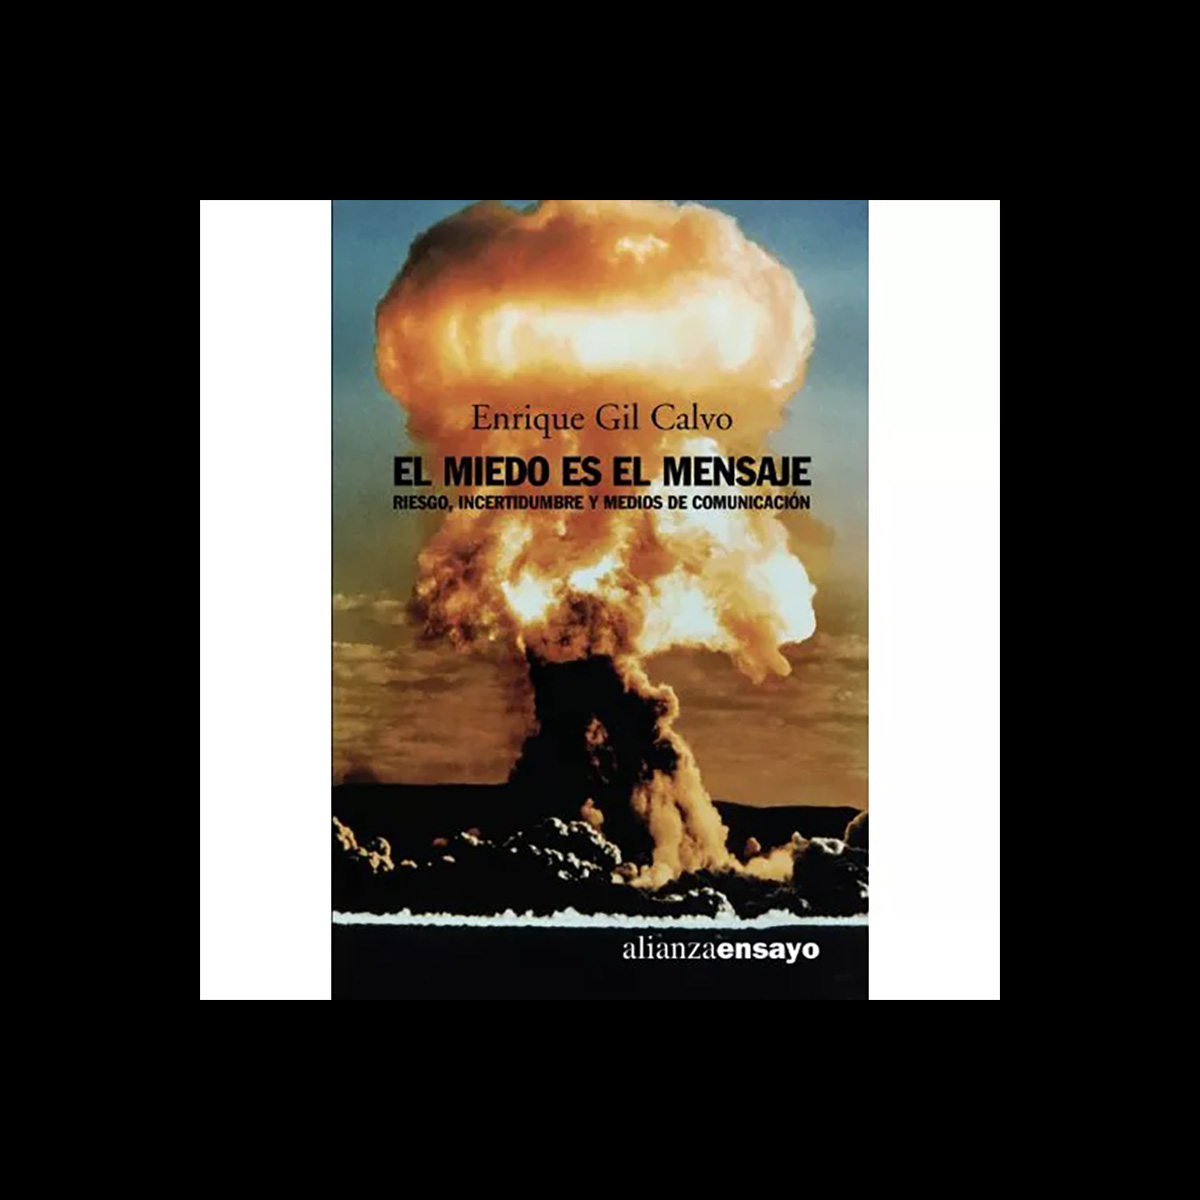 Enrique Gil Calvo
EL MIEDO ES EL MENSAJE
RIESGO, INCERTIDUMBRE Y MEDIOS DE COMUNICACIÓN
alianzaensayo